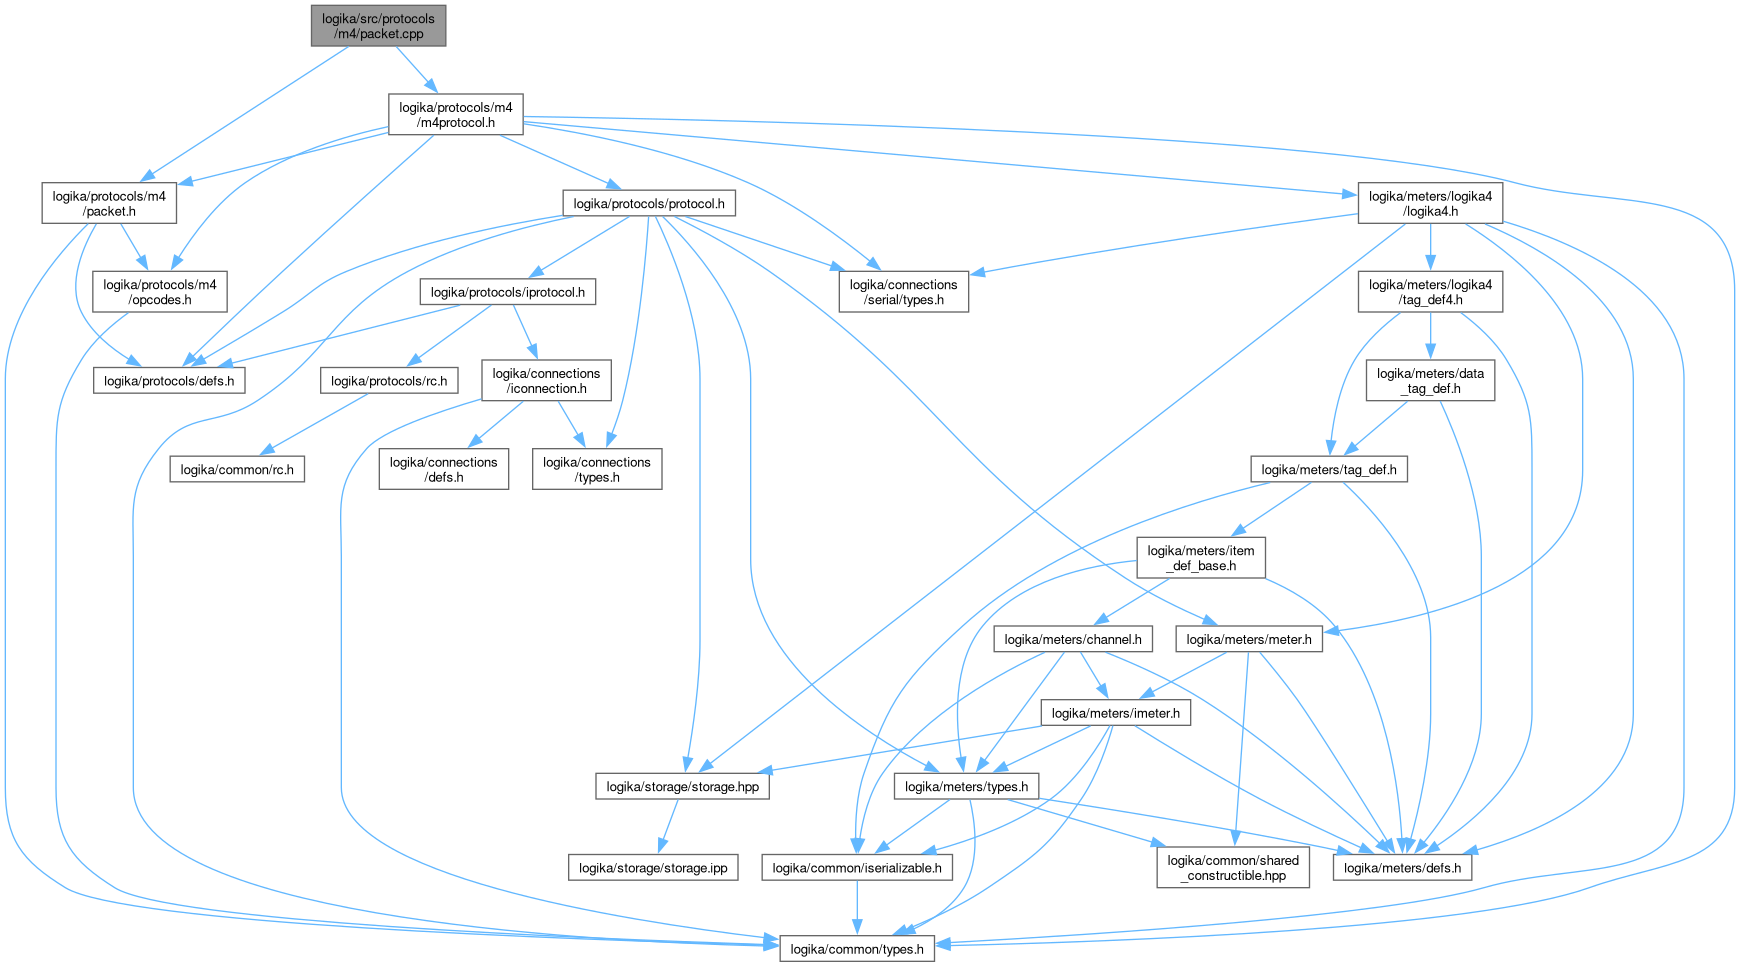 logika/src/protocols
/m4/packet.cpp
logika/protocols/m4
/m4protocol.h
logika/protocols/m4
/packet.h
logika/protocols/protocol.h
logika/meters/logika4
/logika4.h
logika/protocols/m4
/opcodes.h
logika/protocols/iprotocol.h
logika/connections
/serial/types.h
logika/meters/logika4
/tag_def4.h
logika/protocols/defs.h
logika/protocols/rc.h
logika/connections
/iconnection.h
logika/meters/data
_tag_def.h
logika/common/rc.h
logika/connections
/defs.h
logika/connections
/types.h
logika/meters/tag_def.h
logika/meters/item
_def_base.h
logika/meters/channel.h
logika/meters/meter.h
logika/meters/imeter.h
logika/storage/storage.hpp
logika/meters/types.h
logika/storage/storage.ipp
logika/common/iserializable.h
logika/common/shared
_constructible.hpp
logika/meters/defs.h
logika/common/types.h